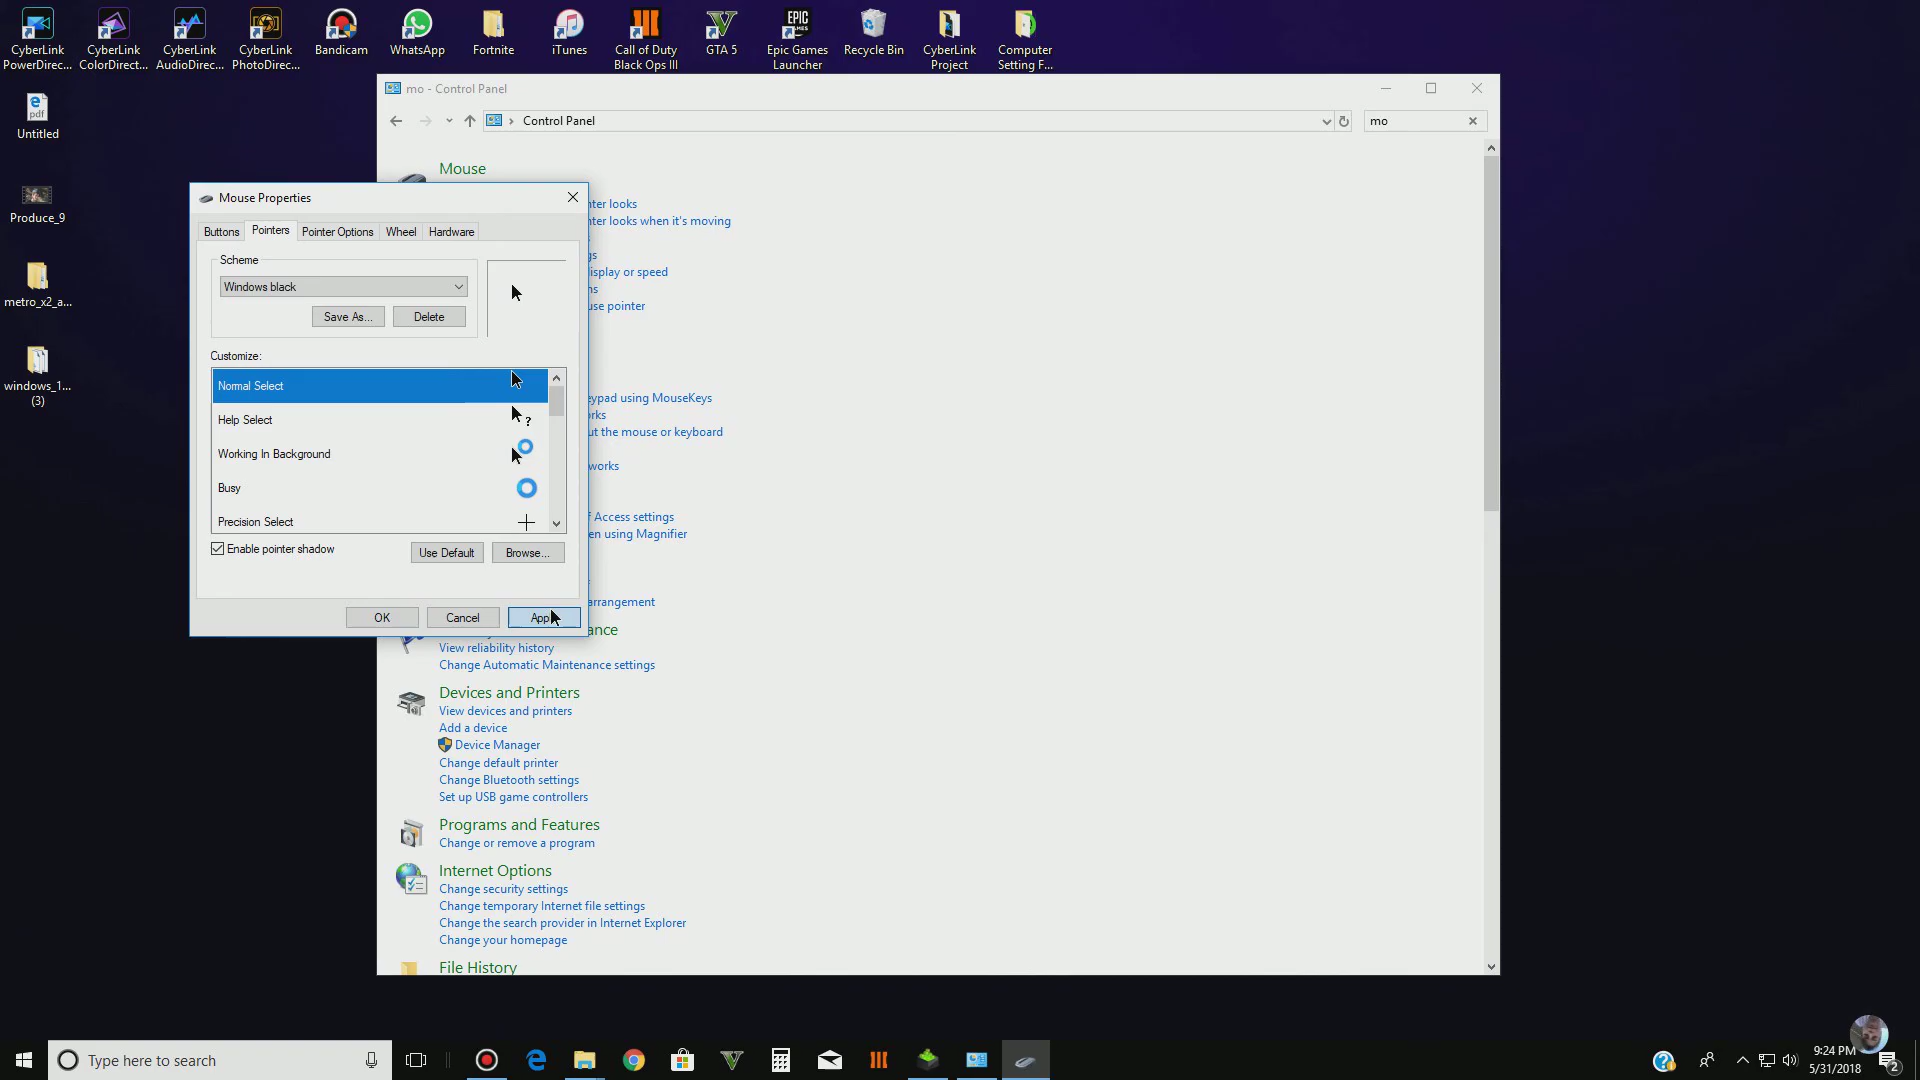 CyberLink
PowerDirec...
CyberLink
ColorDirect...
CyberLink
AudioDirec...
CyberLink
PhotoDirec...
Bandicam
WhatsApp
Fortnite
iTunes
Call of Duty
Black Ops III
GTA 5
EPIC
GAMES
Epic Games
Launcher
Recycle Bin
CyberLink
Project
Computer
Setting F...
pdf
Untitled
Produce_9
metro_x2_a...
windows_1...
(3)
mo - Control Panel
Control Panel
mo
Mouse
nter looks
nter looks when it's moving
s
gs
isplay or speed
ns
use pointer
eypad using MouseKeys
rks
ut the mouse or keyboard
works
f Access settings
en using Magnifier
arrangement
ance
View reliability history
Change Automatic Maintenance settings
Devices and Printers
View devices and printers
Add a device
Device Manager
Change default printer
Change Bluetooth settings
Set up USB game controllers
Programs and Features
Change or remove a program
Internet Options
Change security settings
Change temporary Internet file settings
Change the search provider in Internet Explorer
Change your homepage
File History
Mouse Properties
Buttons
Pointers
Pointer Options
Wheel
Hardware
Scheme
Windows black
Save As...
Delete
Customize:
Normal Select
Help Select
?
Working In Background
Busy
Precision Select
Enable pointer shadow
Use Default
Browse...
OK
Cancel
App
Type here to search
9:24 PM
5/31/2018
2